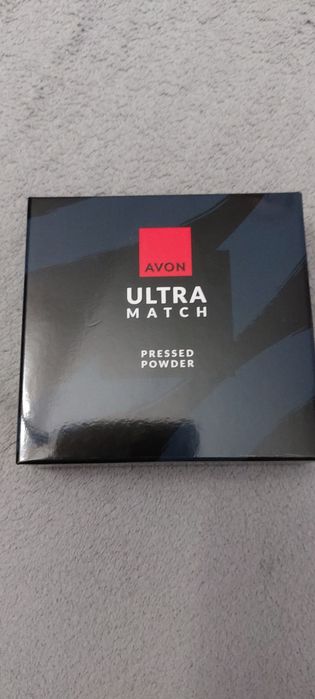 AVON
ULTRA
MATCH
PRESSED
POWDER